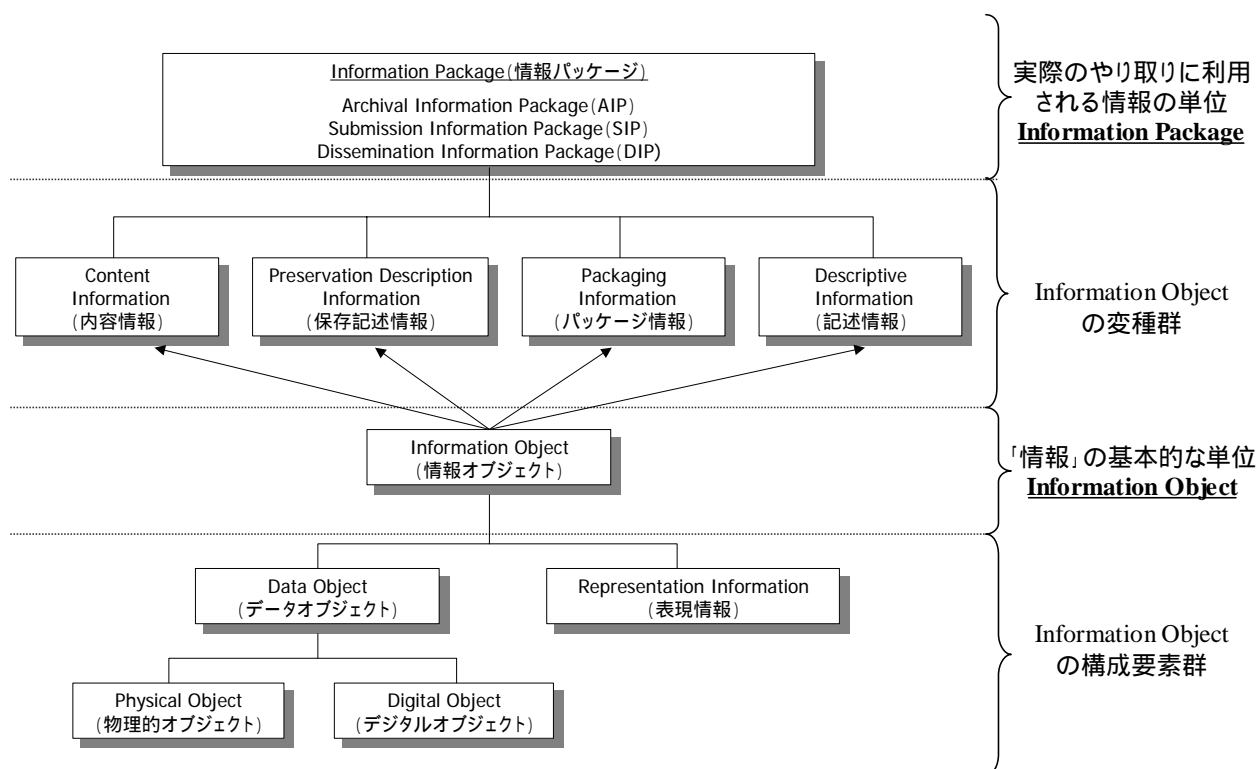 Information Package(情報パッケージ)
Archival Information Package(AIP)
Submission Information Package(SIP)
Dissemination Information Package(DIP)
実際のやり取りに利用
される情報の単位
Information Package
Content
Information
(内容情報)
Preservation Description
Information
(保存記述情報)
Packaging
Information
(パッケージ情報)
Descriptive
Information
(記述情報)
Information Object
の変種群
Information Object
(情報オブジェクト)
「情報」の基本的な単位
Information Object
Data Object
(データオブジェクト)
Representation Information
(表現情報)
Physical Object
(物理的オブジェクト)
Digital Object
(デジタルオブジェクト)
Information Object
の構成要素群